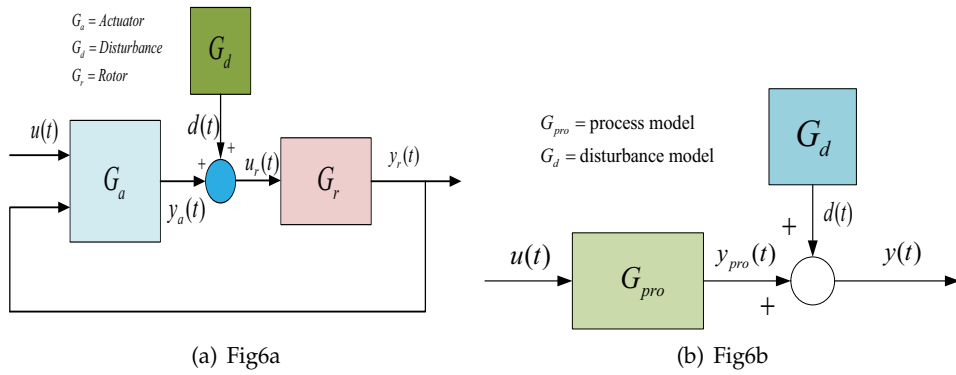 G_a = Actuator
G_d = Disturbance
G_r = Rotor
G_d
u(t)
d(t)
+
+
G_a
y_a(t)
u_r(t)
G_r
y_r(t)
(a) Fig6a
G_pro = process model
G_d = disturbance model
G_d
d(t)
+
u(t)
G_pro
y_pro(t)
+
y(t)
(b) Fig6b